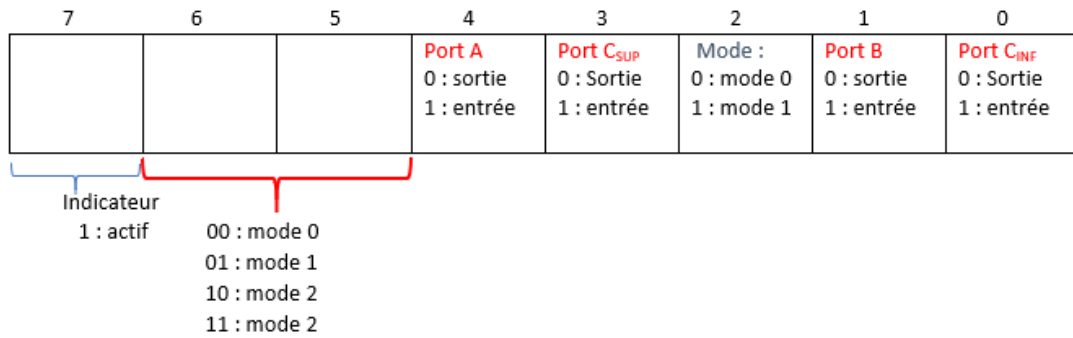 7 6 5 4 3 2 1 0
Port A Port C_SUP Mode : Port B Port C_INF
0 : sortie 0 : Sortie 0 : mode 0 0 : sortie 0 : Sortie
1 : entrée 1 : entrée 1 : mode 1 1 : entrée 1 : entrée
Indicateur
1 : actif 00 : mode 0
01 : mode 1
10 : mode 2
11 : mode 2